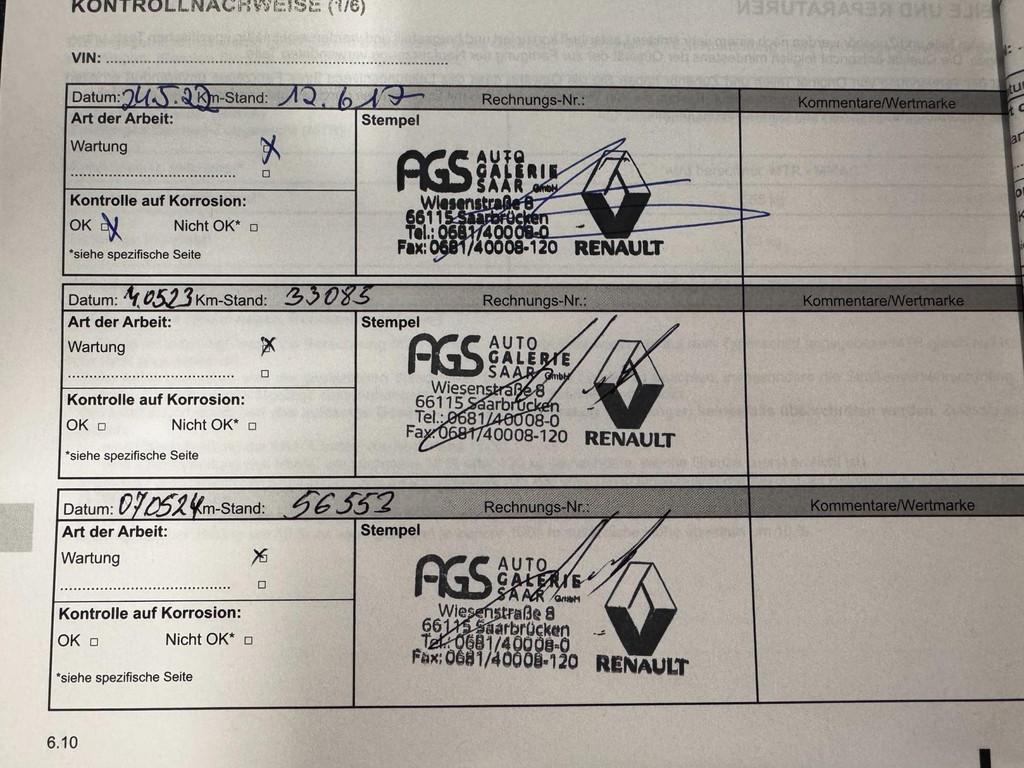 KONTROLLNACHWEISE (1/6)
VIN:
Datum: 24.5.22 Km-Stand: 12.617 Rechnungs-Nr.: Kommentare/Wertmarke
Art der Arbeit:
Wartung
Kontrolle auf Korrosion:
OK Nicht OK*
*siehe spezifische Seite
Stempel
AGS AUTO
GALERIE
SAAR GmbH
Wiesenstraße 8
66115 Saarbrücken
Tel.: 0681/40008-0
Fax: 0681/40008-120
RENAULT
Datum: Km-Stand: 33083 Rechnungs-Nr.: Kommentare/Wertmarke
Art der Arbeit:
Wartung
Kontrolle auf Korrosion:
OK Nicht OK*
*siehe spezifische Seite
Stempel
AGS AUTO
GALERIE
SAAR GmbH
Wiesenstraße 8
66115 Saarbrücken
Tel.: 0681/40008-0
Fax: 0681/40008-120
RENAULT
Datum: 070524 Km-Stand: 56553 Rechnungs-Nr.: Kommentare/Wertmarke
Art der Arbeit:
Wartung
Kontrolle auf Korrosion:
OK Nicht OK*
*siehe spezifische Seite
Stempel
AGS AUTO
GALERIE
SAAR GmbH
Wiesenstraße 8
66115 Saarbrücken
Tel.: 0681/40008-0
Fax: 0681/40008-120
RENAULT
6.10